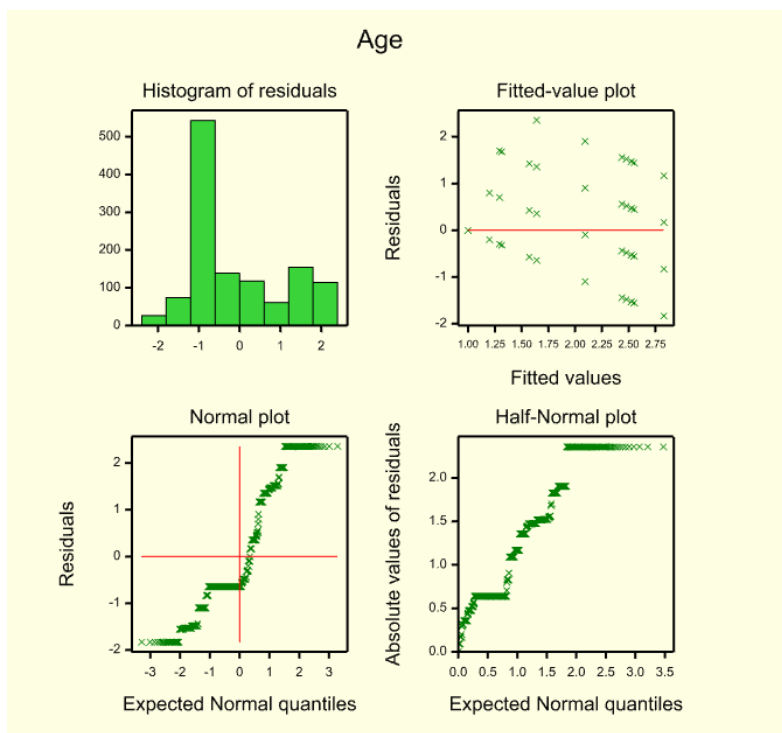 Age
Histogram of residuals
500
400
300
200
100
0
-2 -1 0 1 2
Fitted-value plot
Residuals
2
1
0
-1
-2
1.00 1.25 1.50 1.75 2.00 2.25 2.50 2.75
Fitted values
Normal plot
Residuals
2
1
0
-1
-2
-3 -2 -1 0 1 2 3
Expected Normal quantiles
Half-Normal plot
Absolute values of residuals
2.0
1.5
1.0
0.5
0.0
0.0 0.5 1.0 1.5 2.0 2.5 3.0 3.5
Expected Normal quantiles